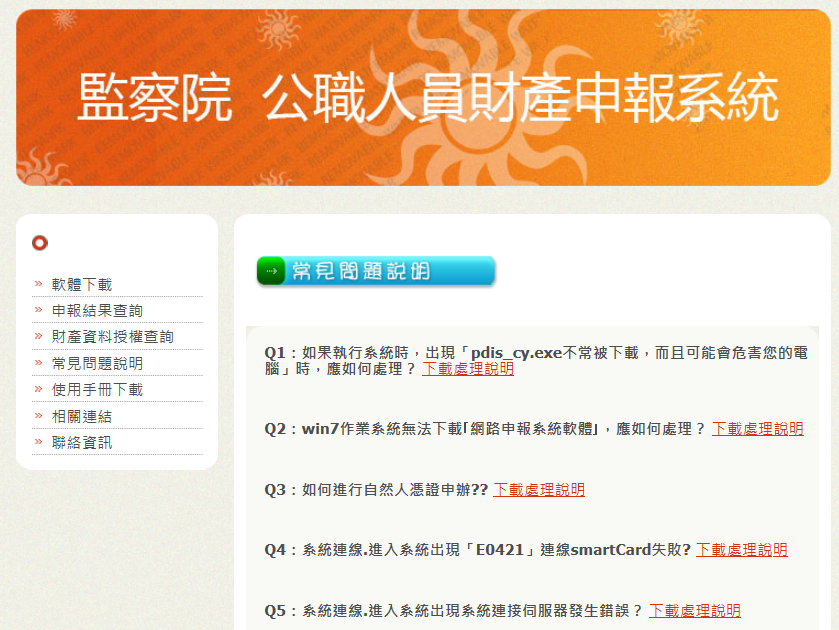 監察院 公職人員財產申報系統
軟體下載
申報結果查詢
財產資料授權查詢
常見問題說明
使用手冊下載
相關連結
聯絡資訊
常見問題說明
Q1：如果執行系統時，出現「pdis_cy.exe不常被下載，而且可能會危害您的電
腦」時，應如何處理？ 下載處理說明
Q2：win7作業系統無法下載｢網路申報系統軟體｣，應如何處理？ 下載處理說明
Q3：如何進行自然人憑證申辦?? 下載處理說明
Q4：系統連線.進入系統出現「E0421」連線smartCard失敗? 下載處理說明
Q5：系統連線.進入系統出現系統連接伺服器發生錯誤？ 下載處理說明